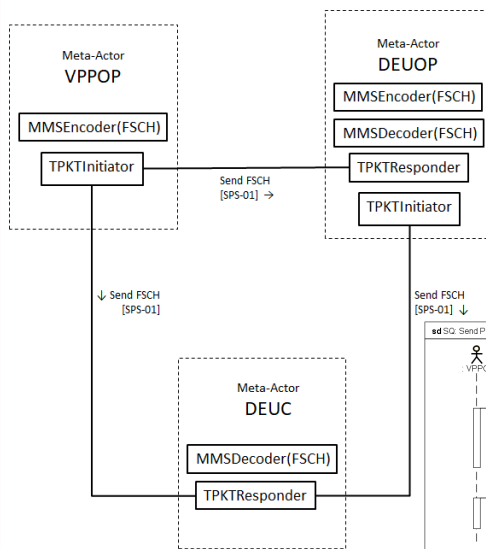 Meta-Actor
VPPOP
MMSEncoder(FSCH)
TPKTInitiator
Meta-Actor
DEUOP
MMSEncoder(FSCH)
MMSDecoder(FSCH)
TPKTResponder
TPKTInitiator
Send FSCH
[SPS-01] →
↓ Send FSCH
[SPS-01]
Send FSCH
[SPS-01] ↓
sd SQ: Send P
: VPPO
Meta-Actor
DEUC
MMSDecoder(FSCH)
TPKTResponder